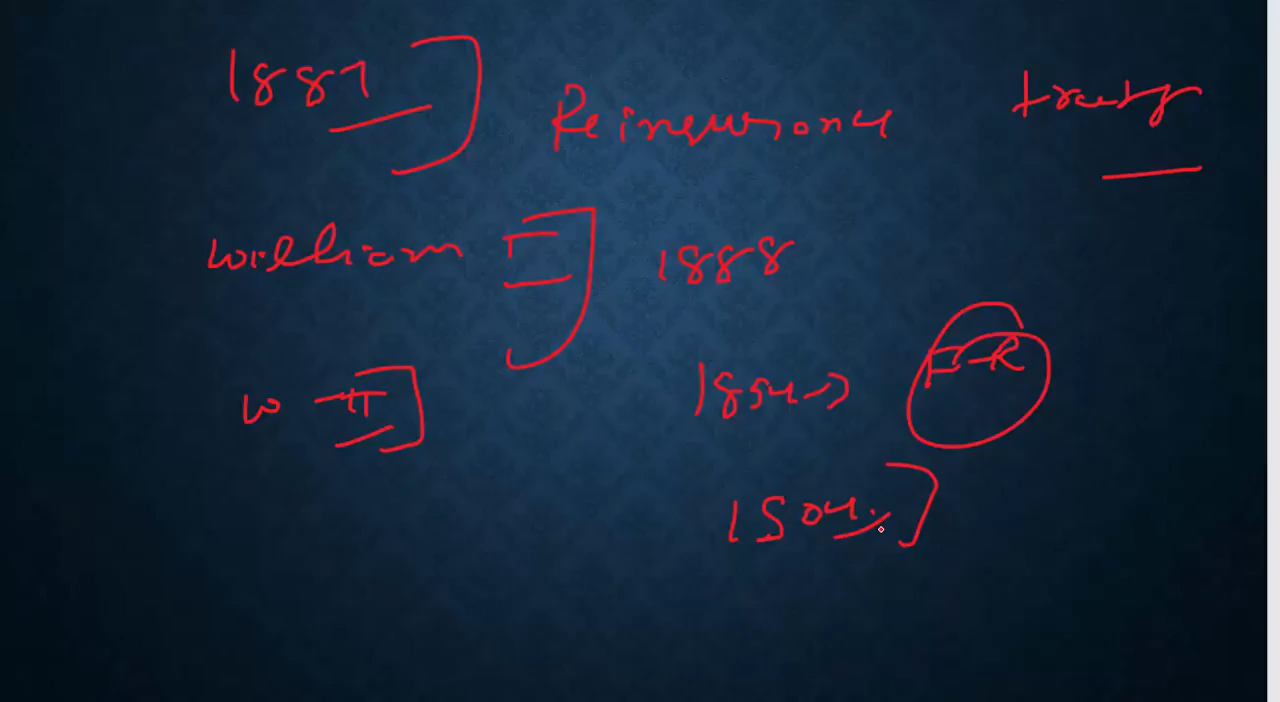 1887 Reinsurance treaty
William I 1888
W II
1894 → F-R
1904.